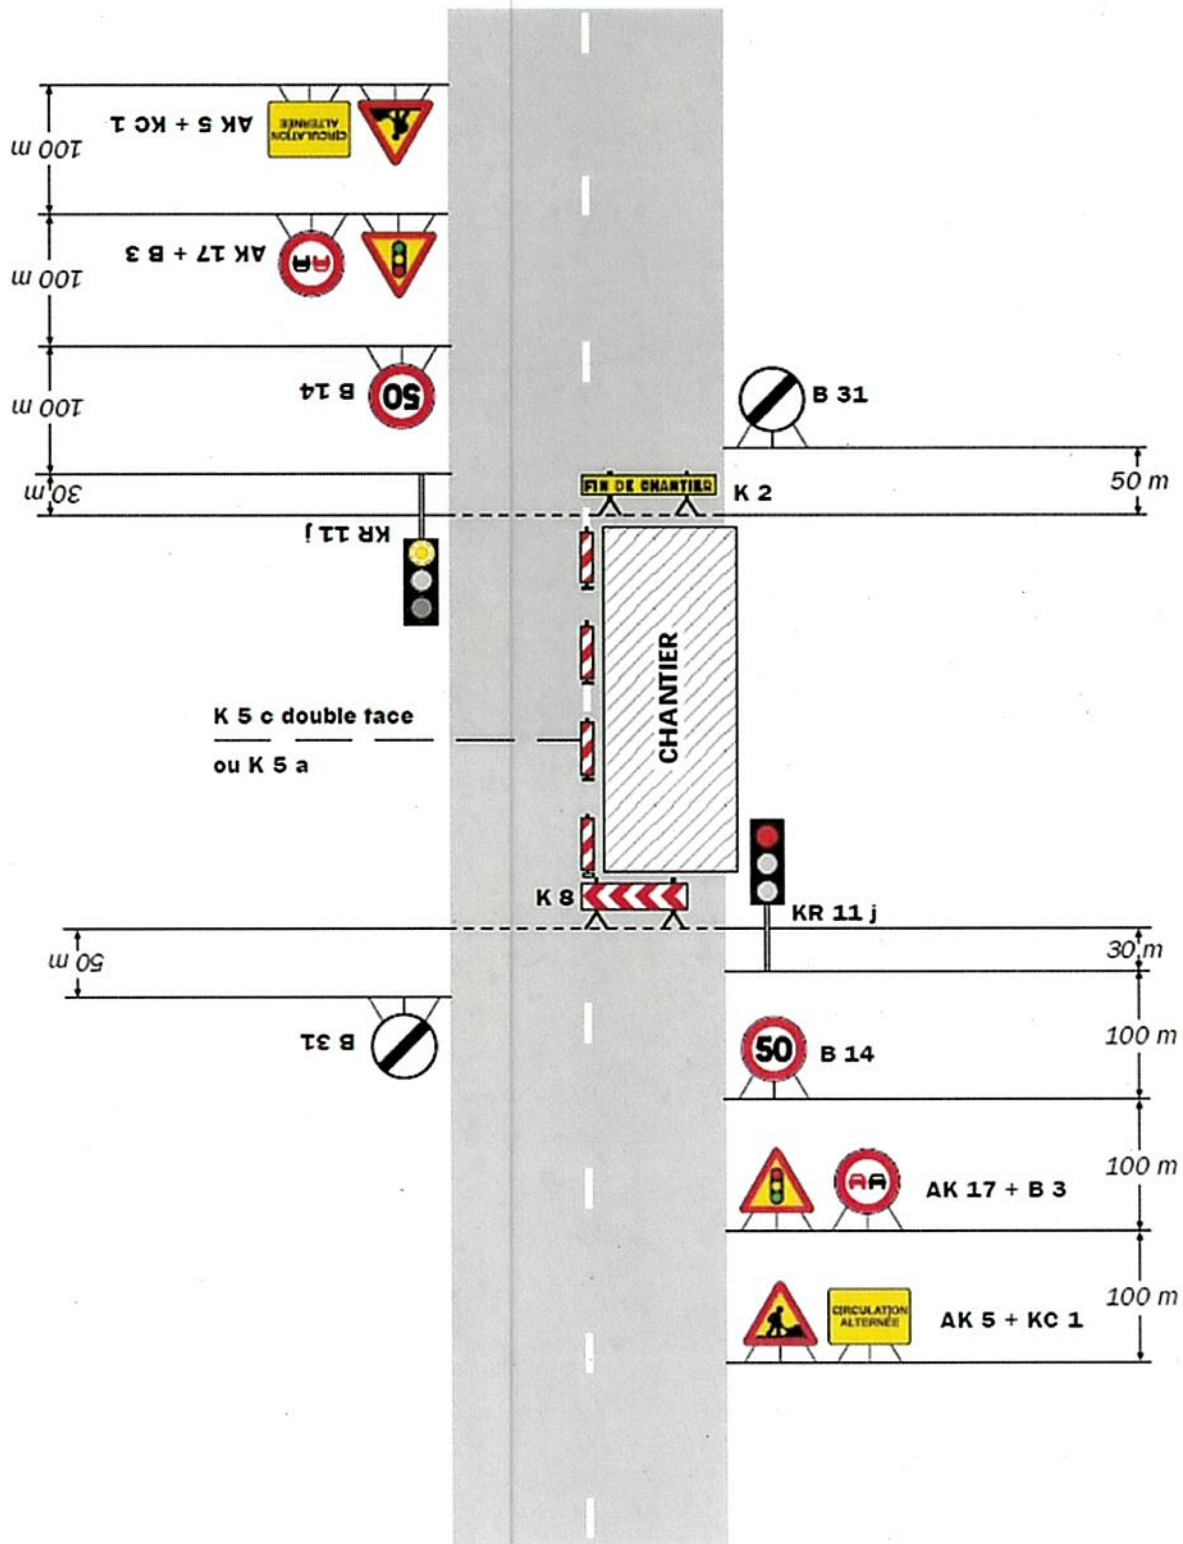 AK 5 + KC 1
CIRCULATION
ALTERNÉE
100 m
AK 17 + B 3
100 m
B 14
50
100 m
B 31
30 m
FIN DE CHANTIER
K 2
50 m
KR 11 j
CHANTIER
K 5 c double face
ou K 5 a
K 8
KR 11 j
50 m
30 m
B 31
50
B 14
100 m
AK 17 + B 3
100 m
CIRCULATION
ALTERNÉE
AK 5 + KC 1
100 m